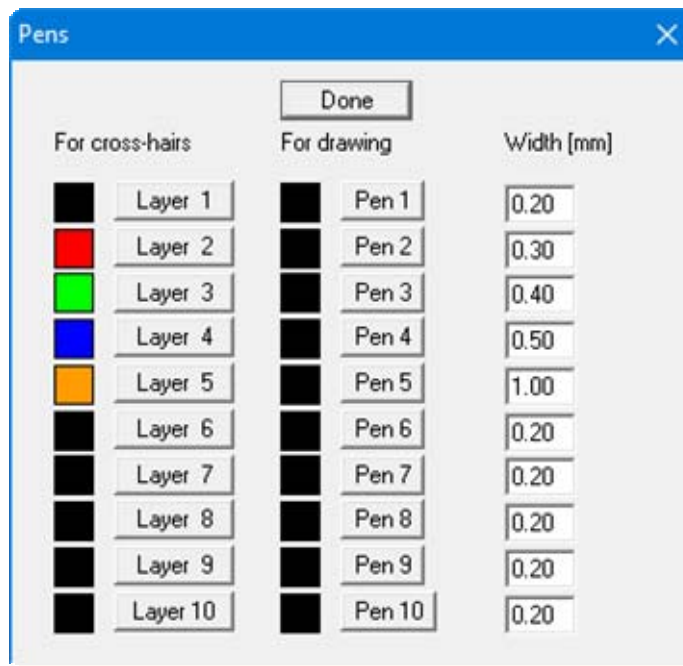 Pens
Done
For cross-hairs For drawing Width [mm]
Layer 1 Pen 1 0.20
Layer 2 Pen 2 0.30
Layer 3 Pen 3 0.40
Layer 4 Pen 4 0.50
Layer 5 Pen 5 1.00
Layer 6 Pen 6 0.20
Layer 7 Pen 7 0.20
Layer 8 Pen 8 0.20
Layer 9 Pen 9 0.20
Layer 10 Pen 10 0.20